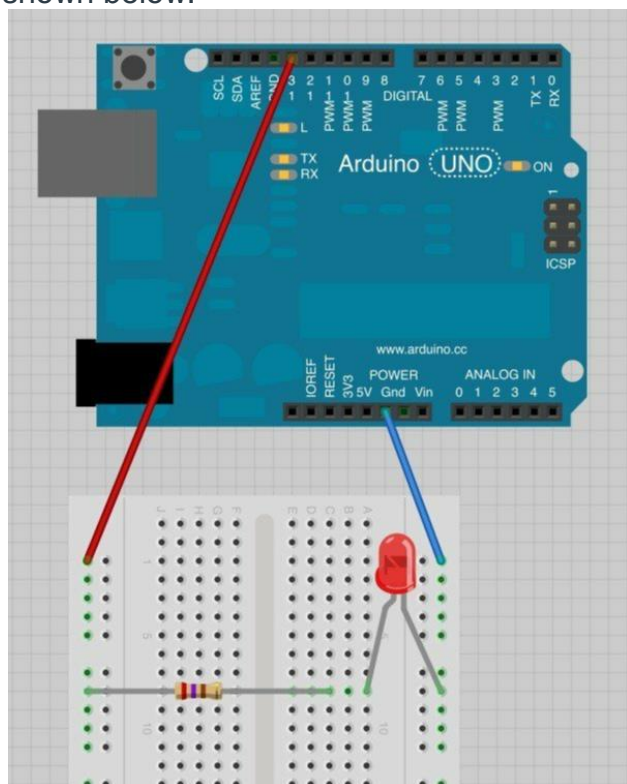 shown below.
SCL
SDA
AREF
GND
13
12
PWM 11
PWM 10
PWM 9
8
DIGITAL
7
PWM 6
PWM 5
4
PWM 3
2
TX 1
RX 0
L
TX
RX
Arduino UNO
ON
1
ICSP
www.arduino.cc
POWER
ANALOG IN
IOREF
RESET
3V3
5V
Gnd
Vin
0 1 2 3 4 5
J I H G F E D C B A
1
5
10 10